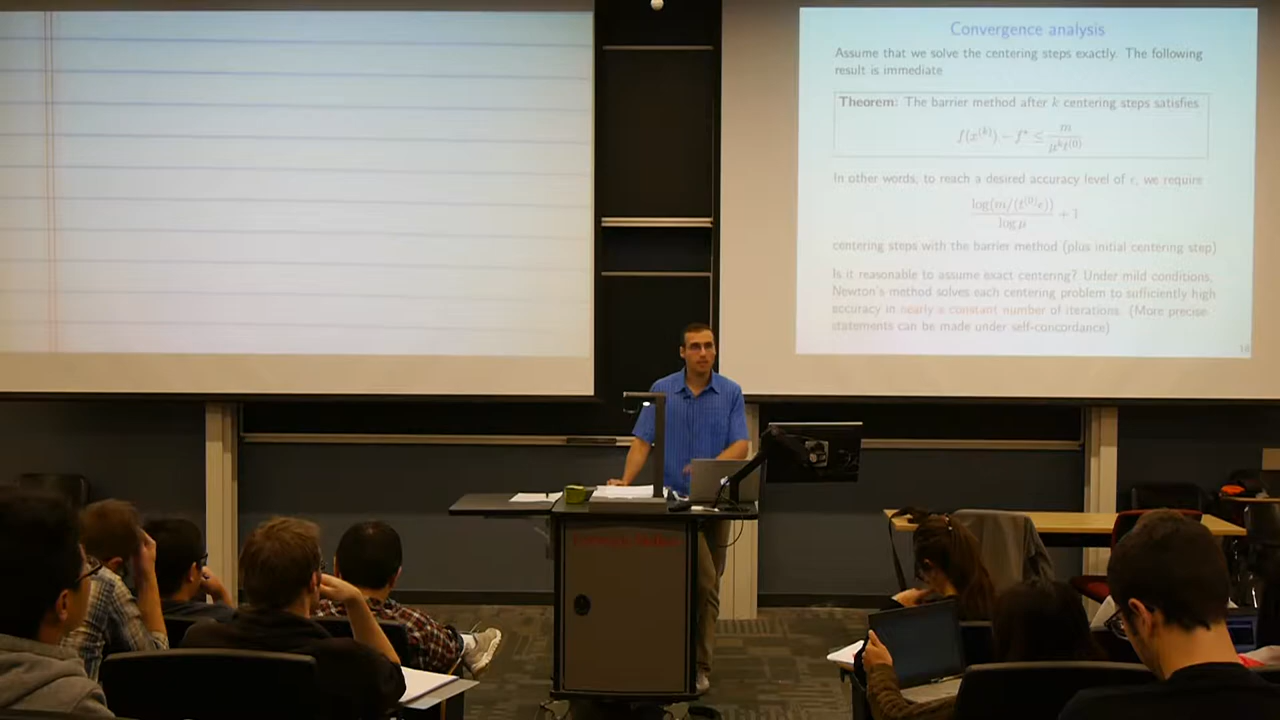 Convergence analysis
Assume that we solve the centering steps exactly. The following
result is immediate
Theorem: The barrier method after k centering steps satisfies
f(x^(k)) − f* ≤ m / (μ^k t^(0))
In other words, to reach a desired accuracy level of ϵ, we require
log(m/(t^(0)ϵ)) / log μ + 1
centering steps with the barrier method (plus initial centering step)
Is it reasonable to assume exact centering? Under mild conditions,
Newton's method solves each centering problem to sufficiently high
accuracy in nearly a constant number of iterations. (More precise
statements can be made under self-concordance)